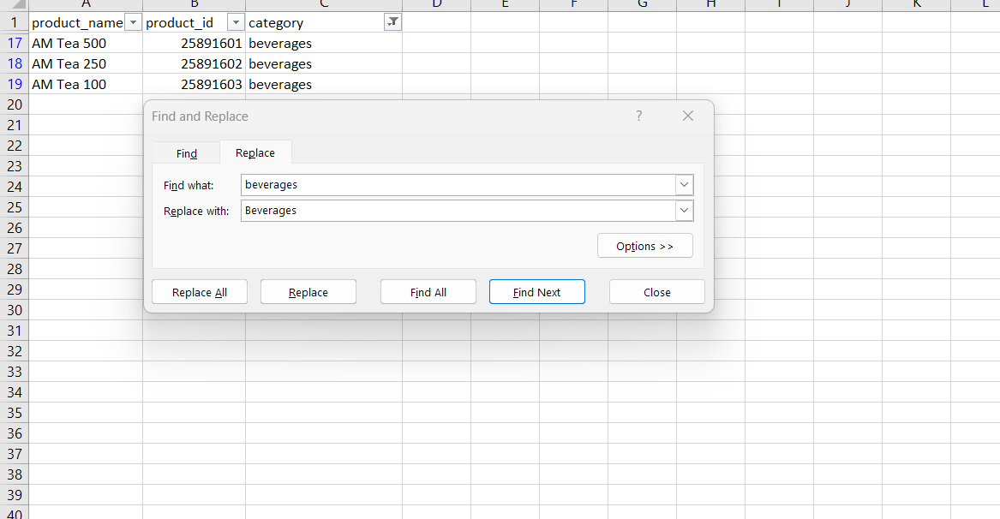 A B C D E F G H I J K L
1 product_name product_id category
17 AM Tea 500 25891601 beverages
18 AM Tea 250 25891602 beverages
19 AM Tea 100 25891603 beverages
20
21
22
23
24
25
26
27
28
29
30
31
32
33
34
35
36
37
38
39
40
Find and Replace ?
Find Replace
Find what: beverages
Replace with: Beverages
Options >>
Replace All Replace Find All Find Next Close